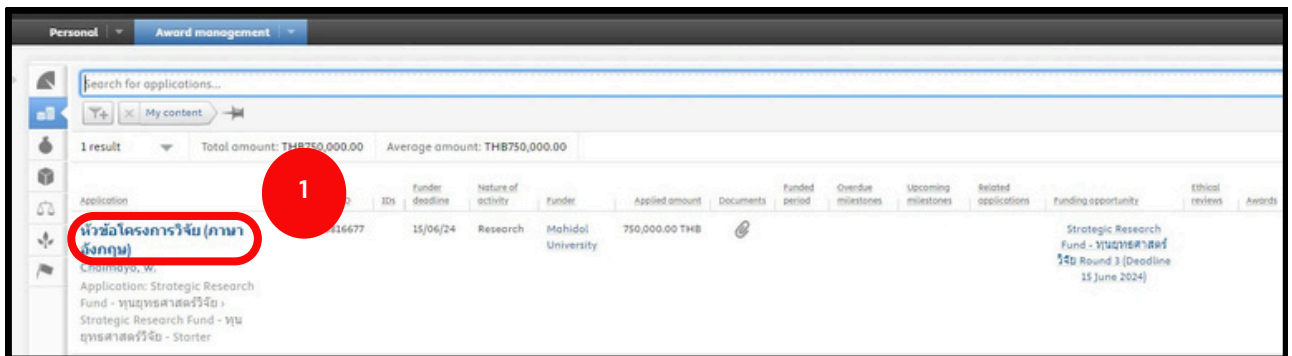 Personal
Award management
Search for applications...
My content
1 result
Total amount: THB750,000.00
Average amount: THB750,000.00
1
Application
IDs
Funder
deadline
Nature of
activity
Funder
Applied amount
Documents
Funded
period
Overdue
milestones
Upcoming
milestones
Related
applications
Funding opportunity
Ethical
reviews
Awards
หัวข้อโครงการวิจัย (ภาษา
อังกฤษ)
Chaimayo, W.
Application: Strategic Research
Fund - ทุนยุทธศาสตร์วิจัย ›
Strategic Research Fund - ทุน
ยุทธศาสตร์วิจัย - Starter
16677
15/06/24
Research
Mahidol
University
750,000.00 THB
Strategic Research
Fund - ทุนยุทธศาสตร์
วิจัย Round 3 (Deadline
15 June 2024)